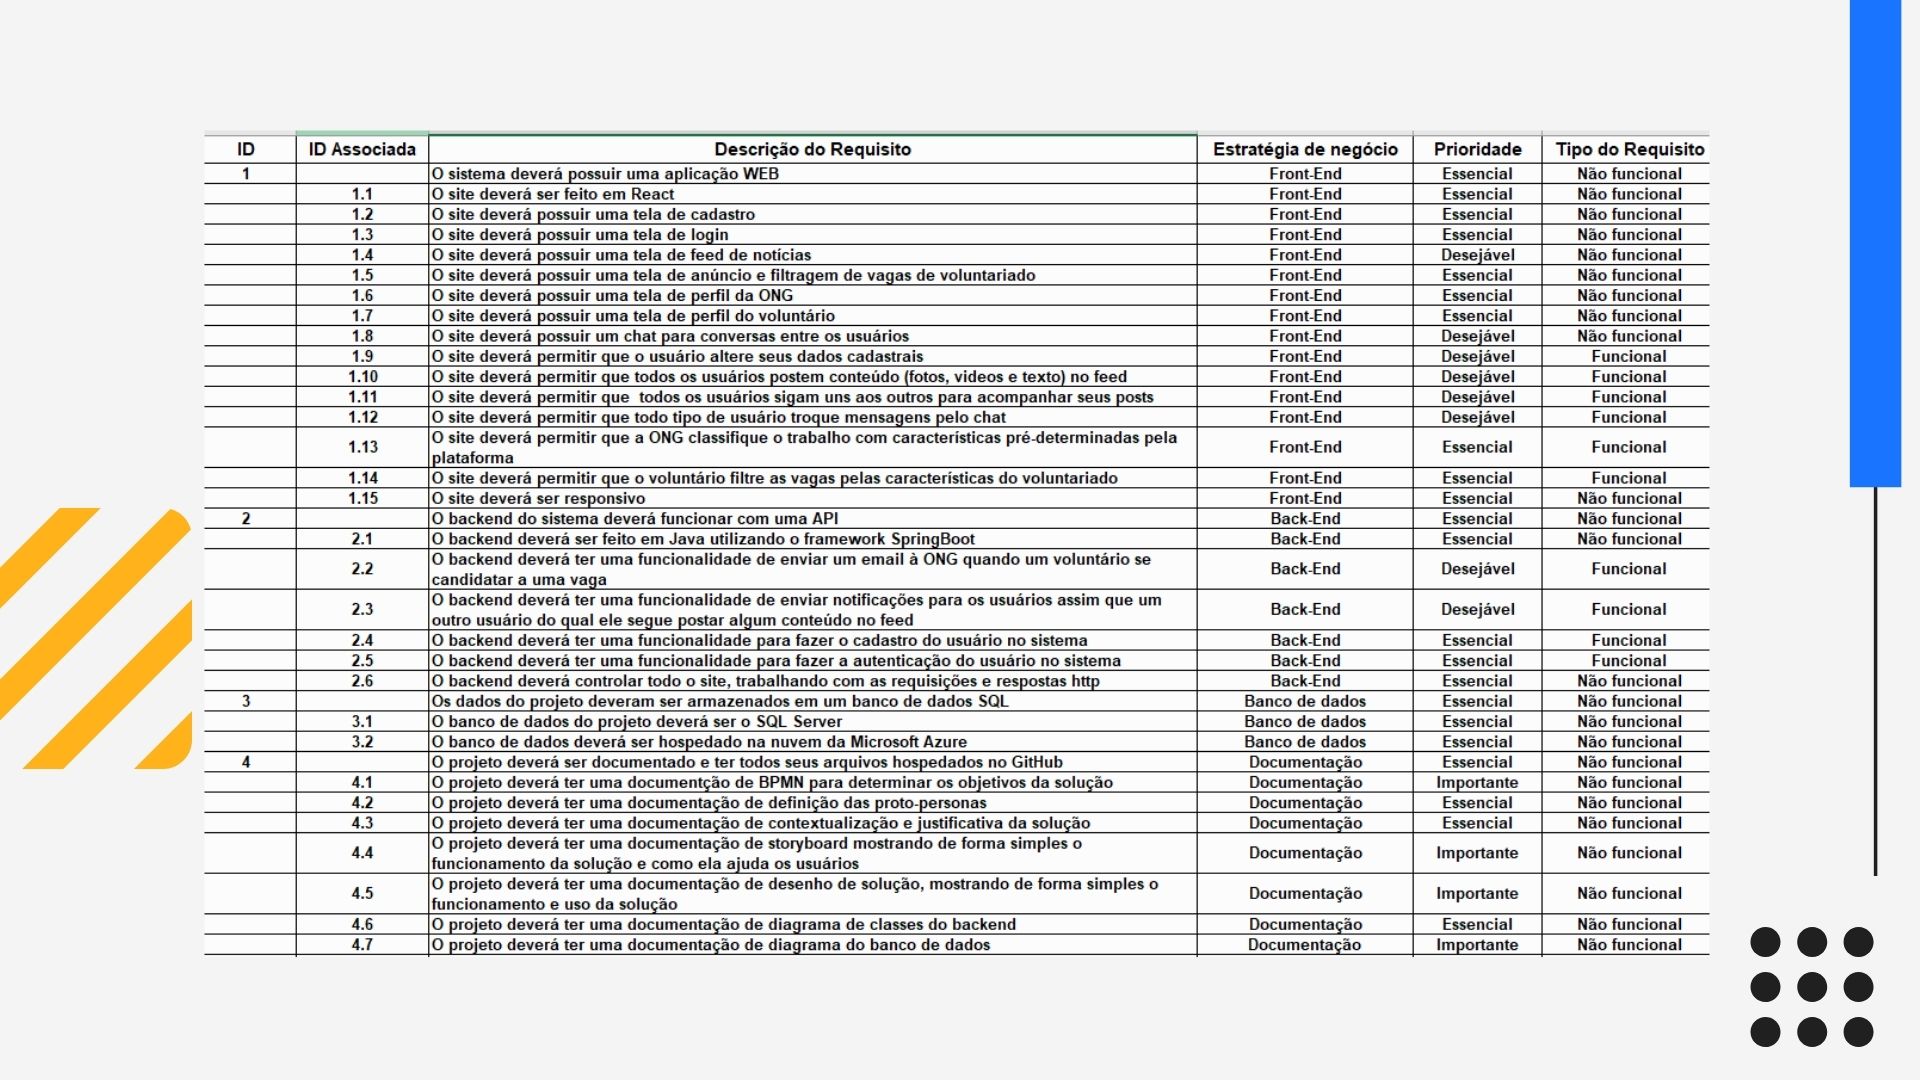 ID ID Associada Descrição do Requisito Estratégia de negócio Prioridade Tipo do Requisito
1 O sistema deverá possuir uma aplicação WEB Front-End Essencial Não funcional
1.1 O site deverá ser feito em React Front-End Essencial Não funcional
1.2 O site deverá possuir uma tela de cadastro Front-End Essencial Não funcional
1.3 O site deverá possuir uma tela de login Front-End Essencial Não funcional
1.4 O site deverá possuir uma tela de feed de notícias Front-End Desejável Não funcional
1.5 O site deverá possuir uma tela de anúncio e filtragem de vagas de voluntariado Front-End Essencial Não funcional
1.6 O site deverá possuir uma tela de perfil da ONG Front-End Essencial Não funcional
1.7 O site deverá possuir uma tela de perfil do voluntário Front-End Essencial Não funcional
1.8 O site deverá possuir um chat para conversas entre os usuários Front-End Desejável Não funcional
1.9 O site deverá permitir que o usuário altere seus dados cadastrais Front-End Desejável Funcional
1.10 O site deverá permitir que todos os usuários postem conteúdo (fotos, videos e texto) no feed Front-End Desejável Funcional
1.11 O site deverá permitir que  todos os usuários sigam uns aos outros para acompanhar seus posts Front-End Desejável Funcional
1.12 O site deverá permitir que todo tipo de usuário troque mensagens pelo chat Front-End Desejável Funcional
1.13 O site deverá permitir que a ONG classifique o trabalho com características pré-determinadas pela
plataforma Front-End Essencial Funcional
1.14 O site deverá permitir que o voluntário filtre as vagas pelas características do voluntariado Front-End Essencial Funcional
1.15 O site deverá ser responsivo Front-End Essencial Não funcional
2 O backend do sistema deverá funcionar com uma API Back-End Essencial Não funcional
2.1 O backend deverá ser feito em Java utilizando o framework SpringBoot Back-End Essencial Não funcional
2.2 O backend deverá ter uma funcionalidade de enviar um email à ONG quando um voluntário se
candidatar a uma vaga Back-End Desejável Funcional
2.3 O backend deverá ter uma funcionalidade de enviar notificações para os usuários assim que um
outro usuário do qual ele segue postar algum conteúdo no feed Back-End Desejável Funcional
2.4 O backend deverá ter uma funcionalidade para fazer o cadastro do usuário no sistema Back-End Essencial Funcional
2.5 O backend deverá ter uma funcionalidade para fazer a autenticação do usuário no sistema Back-End Essencial Funcional
2.6 O backend deverá controlar todo o site, trabalhando com as requisições e respostas http Back-End Essencial Não funcional
3 Os dados do projeto deveram ser armazenados em um banco de dados SQL Banco de dados Essencial Não funcional
3.1 O banco de dados do projeto deverá ser o SQL Server Banco de dados Essencial Não funcional
3.2 O banco de dados deverá ser hospedado na nuvem da Microsoft Azure Banco de dados Essencial Não funcional
4 O projeto deverá ser documentado e ter todos seus arquivos hospedados no GitHub Documentação Essencial Não funcional
4.1 O projeto deverá ter uma documentção de BPMN para determinar os objetivos da solução Documentação Importante Não funcional
4.2 O projeto deverá ter uma documentação de definição das proto-personas Documentação Essencial Não funcional
4.3 O projeto deverá ter uma documentação de contextualização e justificativa da solução Documentação Essencial Não funcional
4.4 O projeto deverá ter uma documentação de storyboard mostrando de forma simples o
funcionamento da solução e como ela ajuda os usuários Documentação Importante Não funcional
4.5 O projeto deverá ter uma documentação de desenho de solução, mostrando de forma simples o
funcionamento e uso da solução Documentação Importante Não funcional
4.6 O projeto deverá ter uma documentação de diagrama de classes do backend Documentação Essencial Não funcional
4.7 O projeto deverá ter uma documentação de diagrama do banco de dados Documentação Importante Não funcional